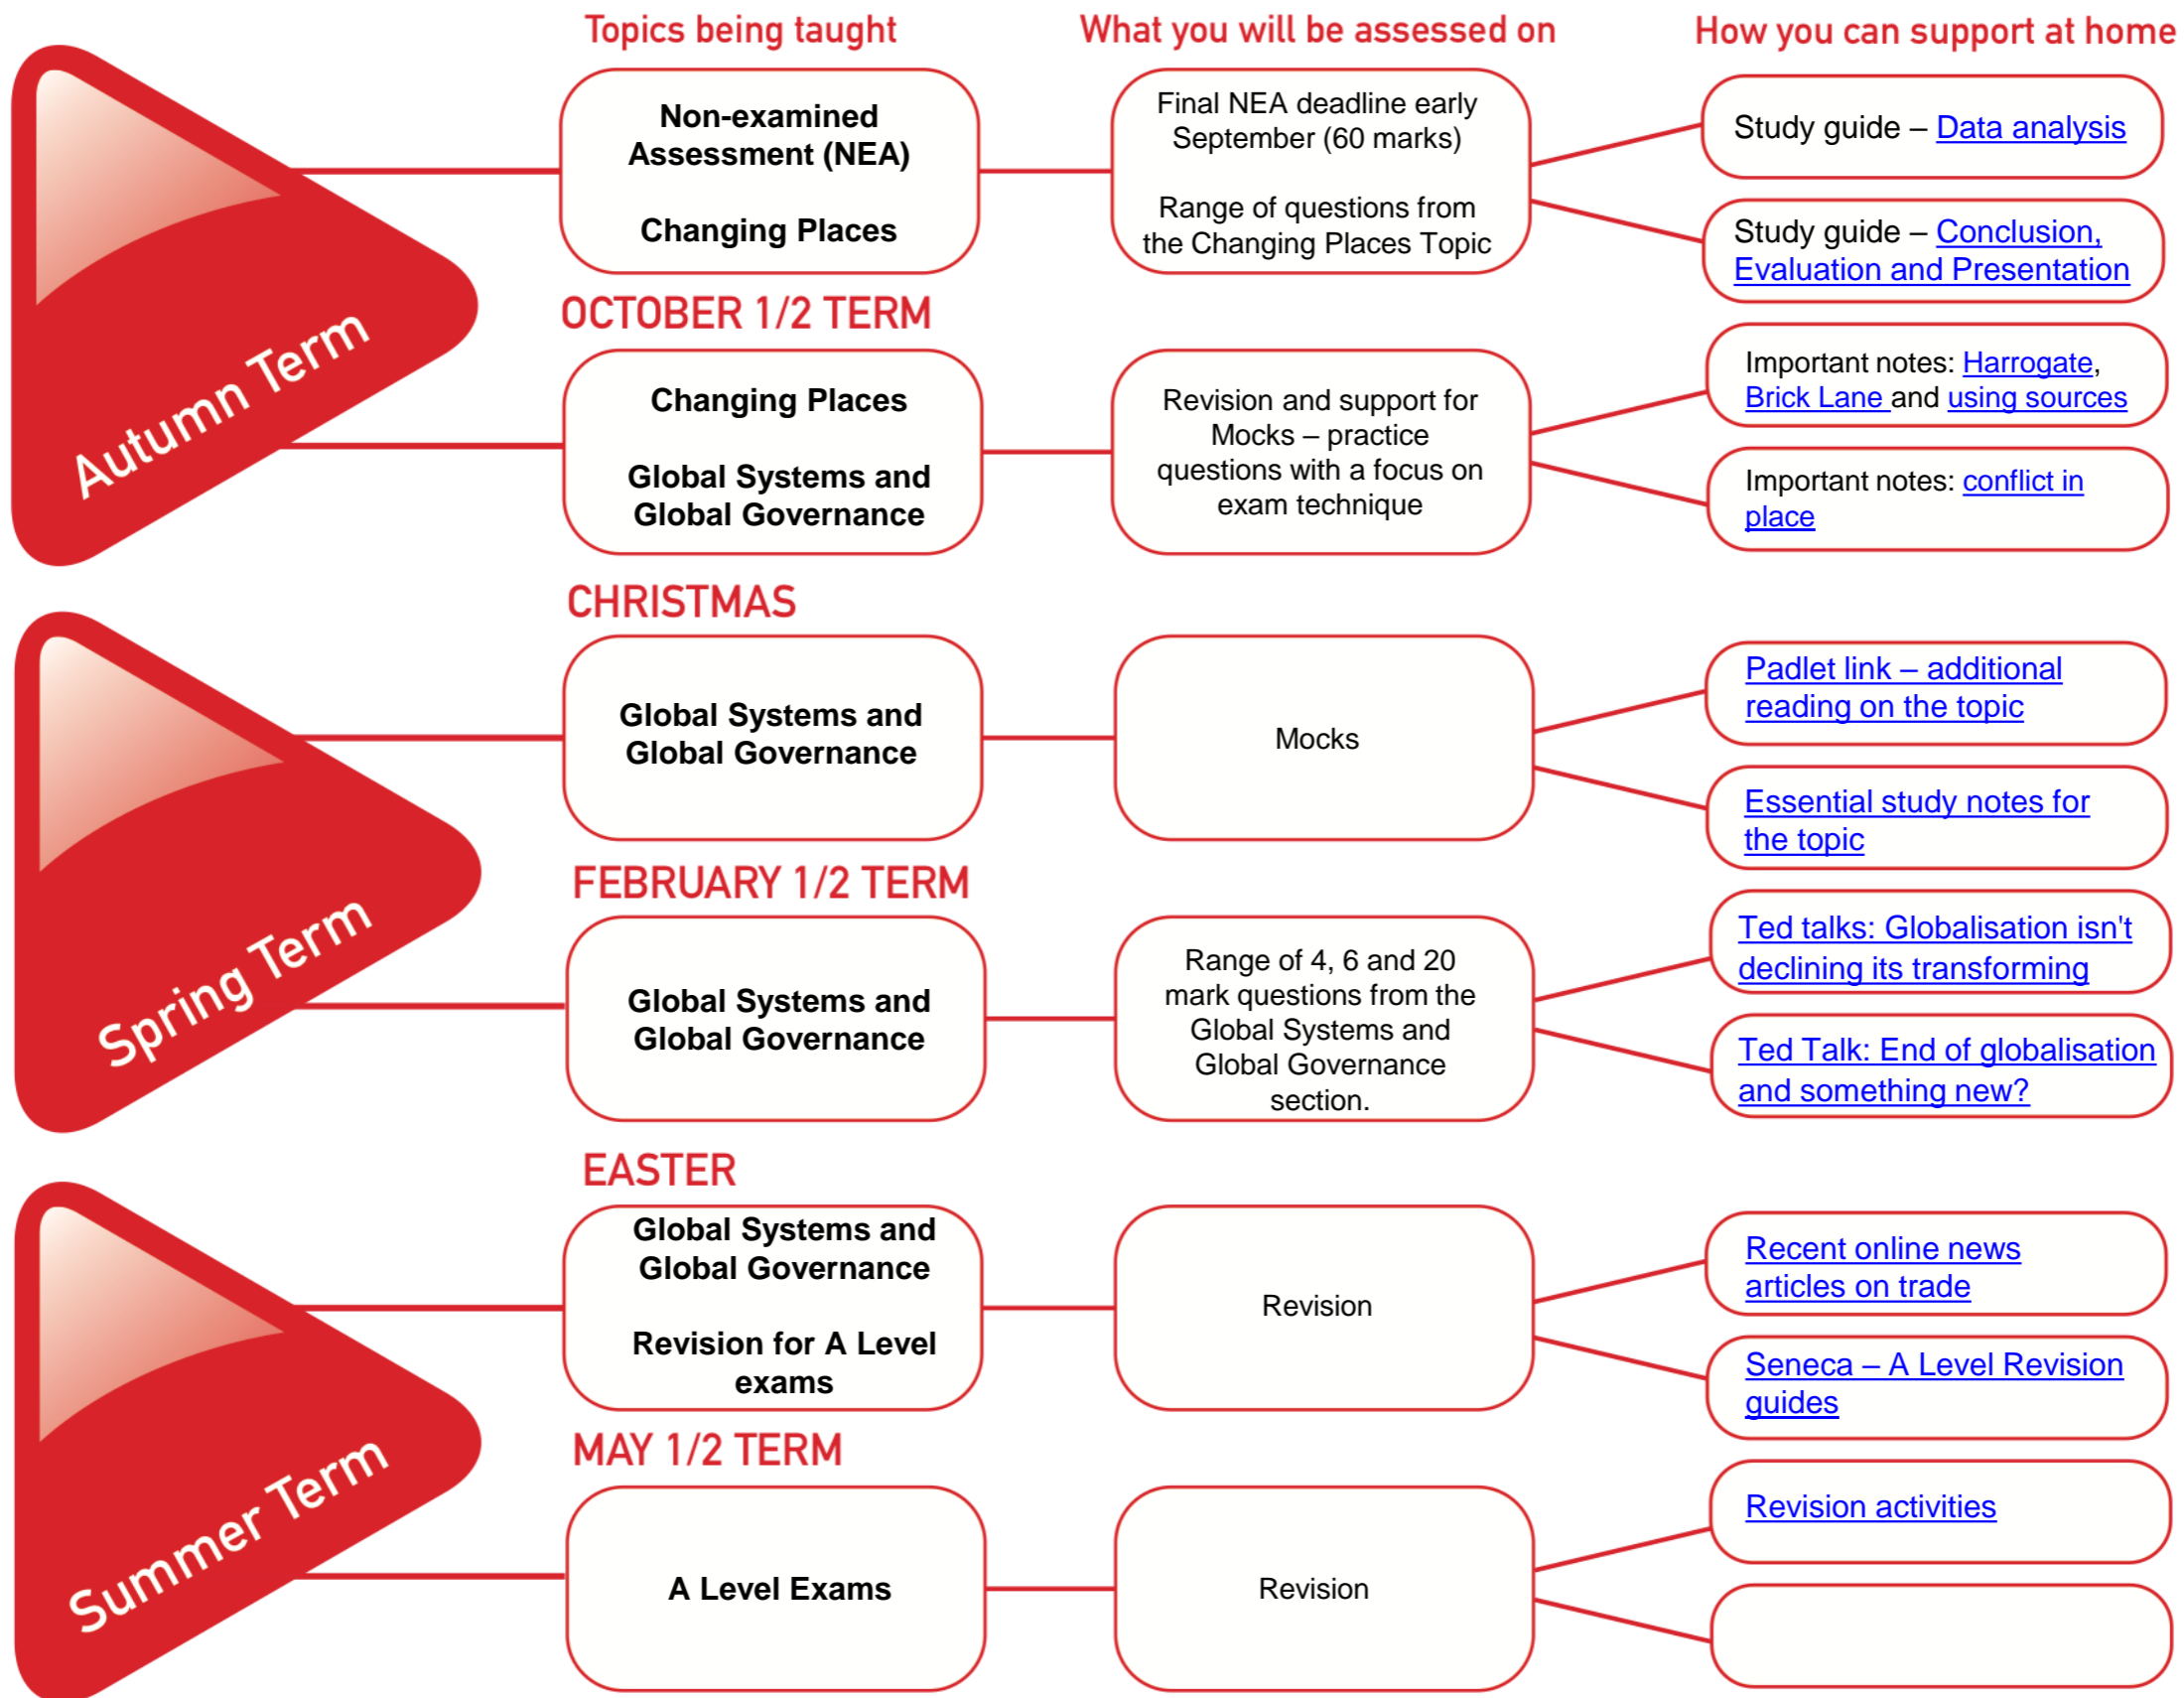 Topics being taught
What you will be assessed on
How you can support at home
Autumn Term
Non-examined
Assessment (NEA)
Changing Places
Final NEA deadline early
September (60 marks)
Range of questions from
the Changing Places Topic
Study guide – Data analysis
Study guide – Conclusion,
Evaluation and Presentation
OCTOBER 1/2 TERM
Changing Places
Global Systems and
Global Governance
Revision and support for
Mocks – practice
questions with a focus on
exam technique
Important notes: Harrogate,
Brick Lane and using sources
Important notes: conflict in
place
CHRISTMAS
Spring Term
Global Systems and
Global Governance
Mocks
Padlet link – additional
reading on the topic
Essential study notes for
the topic
FEBRUARY 1/2 TERM
Global Systems and
Global Governance
Range of 4, 6 and 20
mark questions from the
Global Systems and
Global Governance
section.
Ted talks: Globalisation isn't
declining its transforming
Ted Talk: End of globalisation
and something new?
EASTER
Summer Term
Global Systems and
Global Governance
Revision for A Level
exams
Revision
Recent online news
articles on trade
Seneca – A Level Revision
guides
MAY 1/2 TERM
A Level Exams
Revision
Revision activities